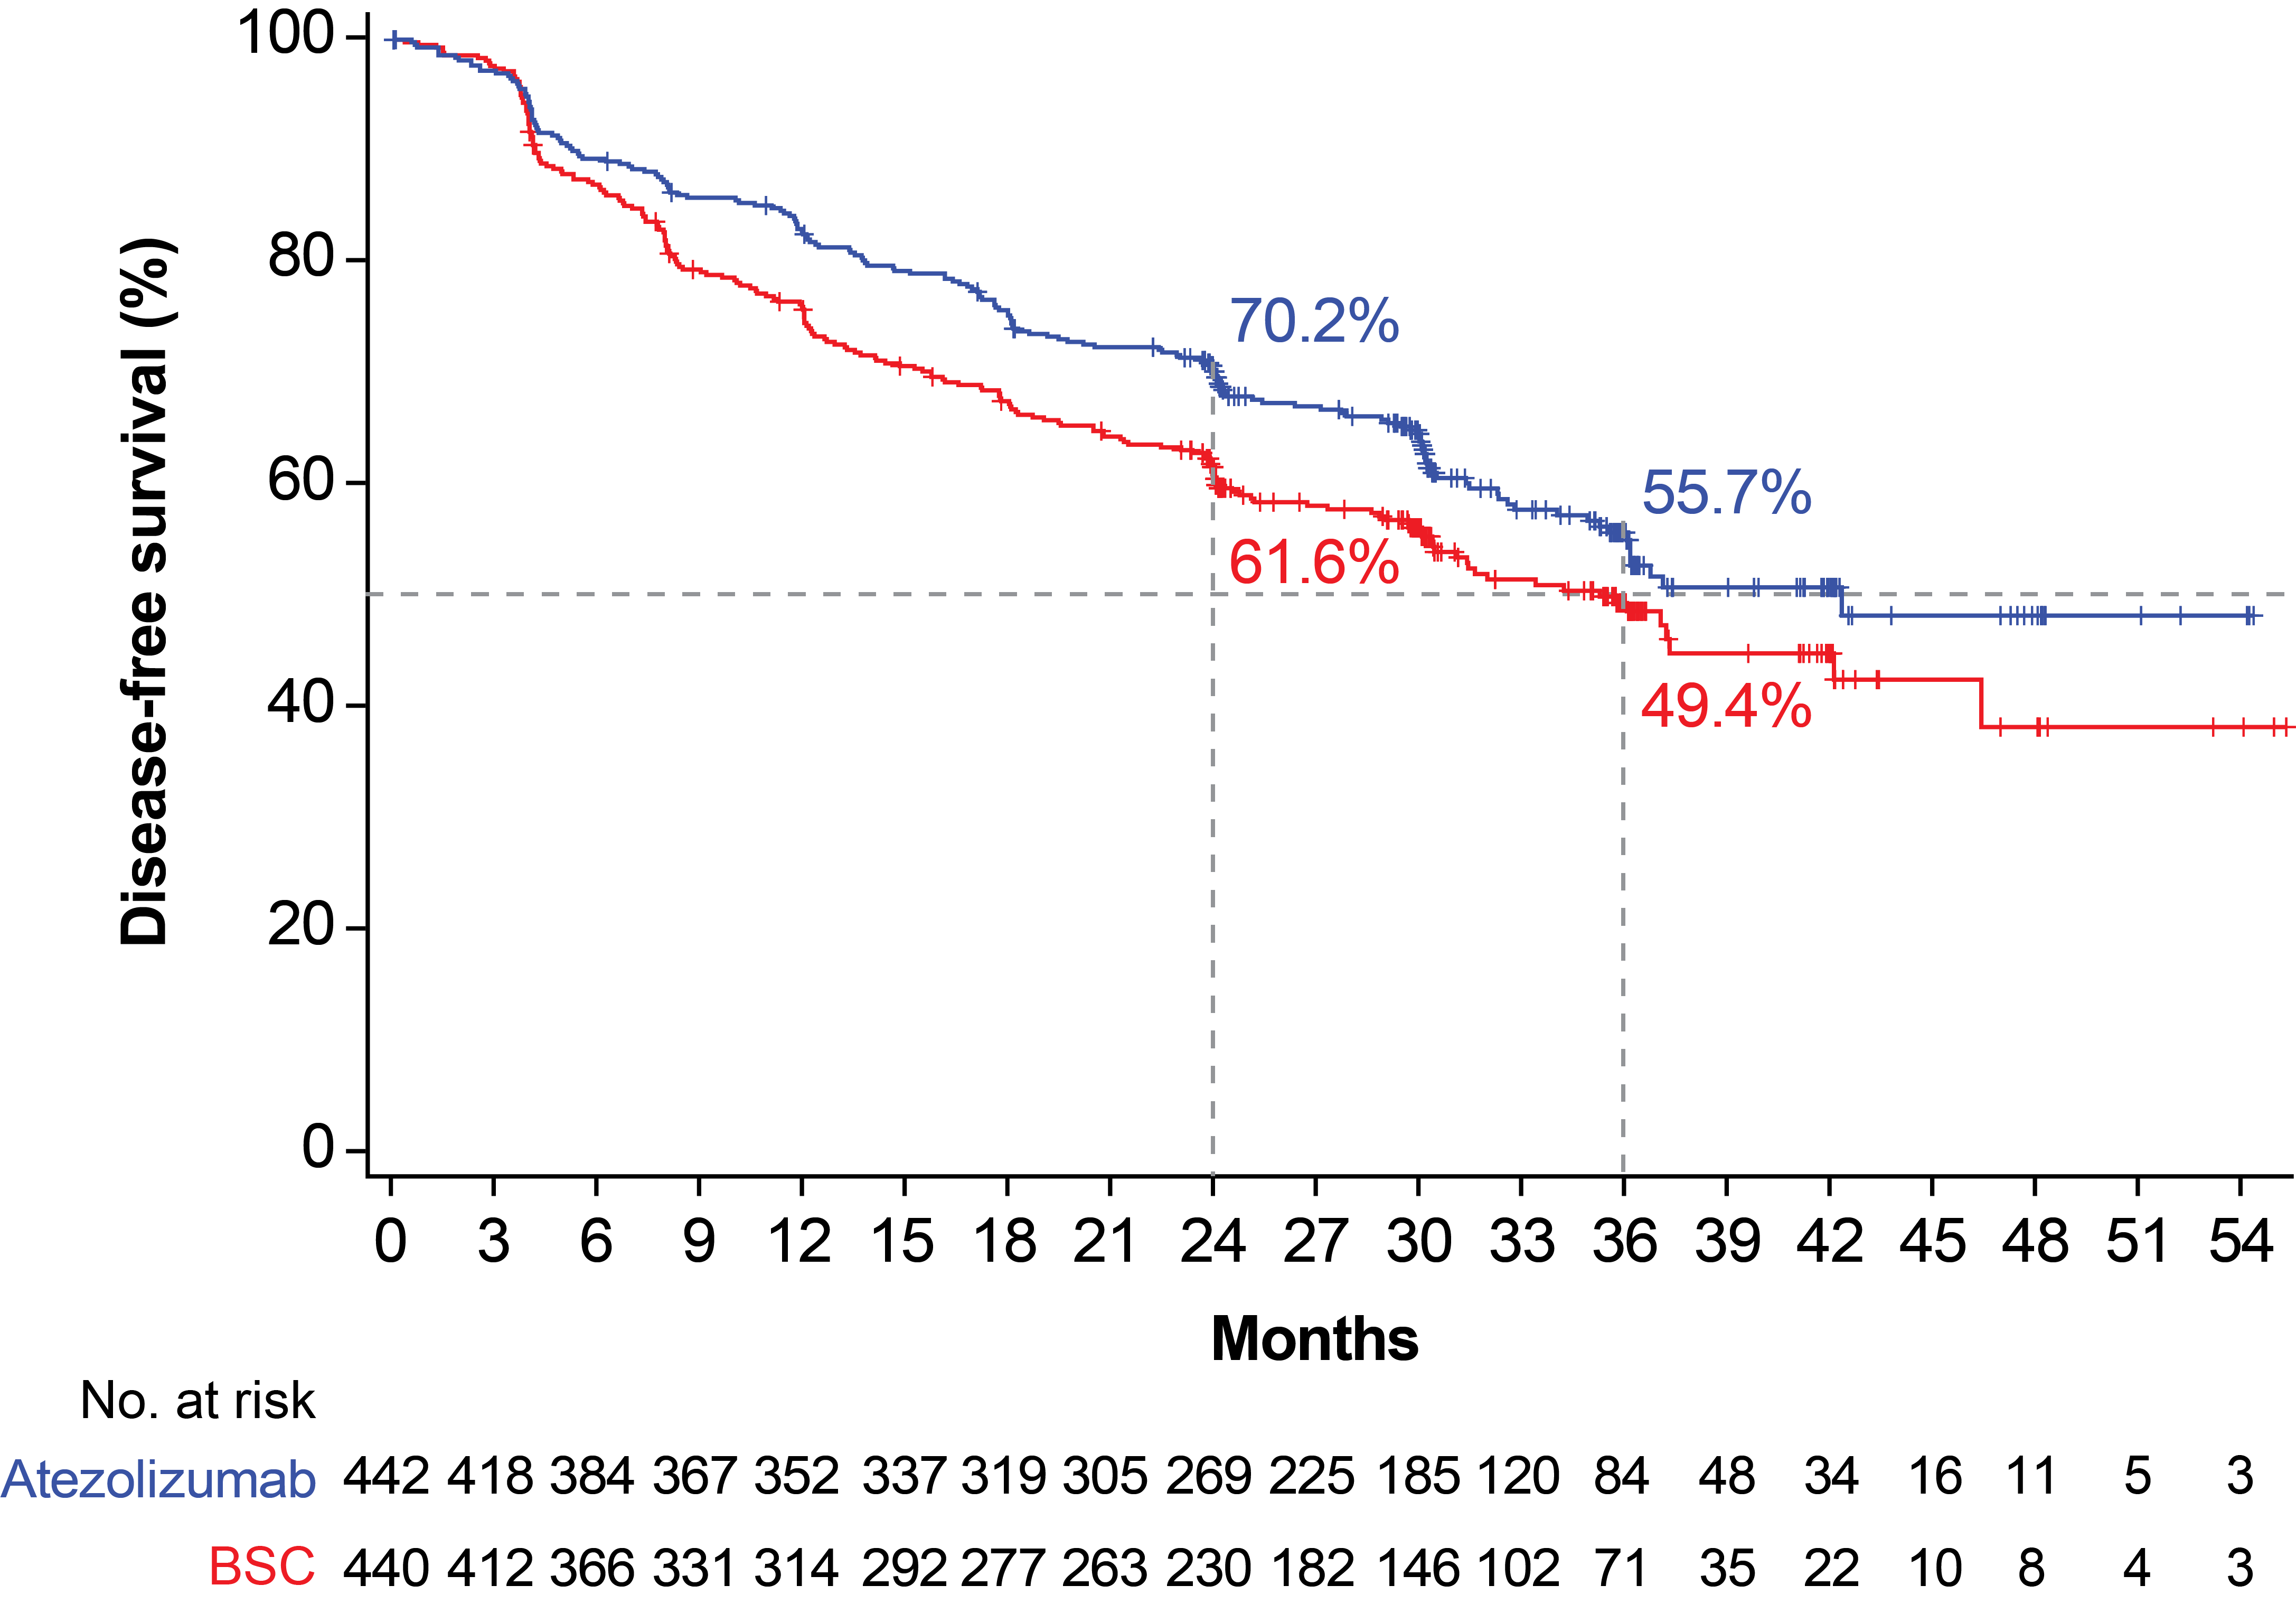 Disease-free survival (%)
100
80
60
40
20
0
70.2%
61.6%
55.7%
49.4%
0 3 6 9 12 15 18 21 24 27 30 33 36 39 42 45 48 51 54
Months
No. at risk
Atezolizumab 442 418 384 367 352 337 319 305 269 225 185 120 84 48 34 16 11 5 3
BSC 440 412 366 331 314 292 277 263 230 182 146 102 71 35 22 10 8 4 3